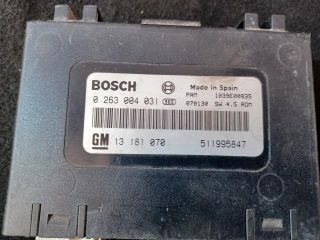 BOSCH Made in Spain
PAM 1039E00835
0 263 004 031 070130 SW 4.5 ROM
GM 13 181 070 511995847